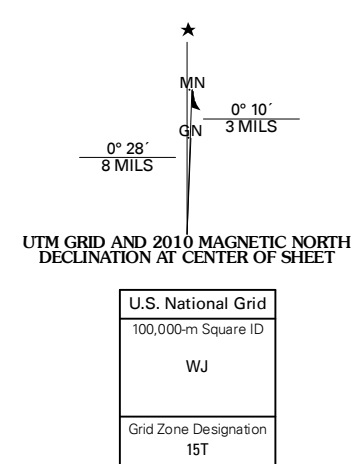 ★
MN
0° 10´
3 MILS
GN
0° 28´
8 MILS
UTM GRID AND 2010 MAGNETIC NORTH
DECLINATION AT CENTER OF SHEET
U.S. National Grid
100,000-m Square ID
WJ
Grid Zone Designation
15T